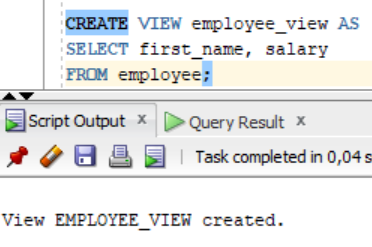 CREATE VIEW employee_view AS
SELECT first_name, salary
FROM employee;
Script Output x Query Result x
Task completed in 0,04 s
View EMPLOYEE_VIEW created.